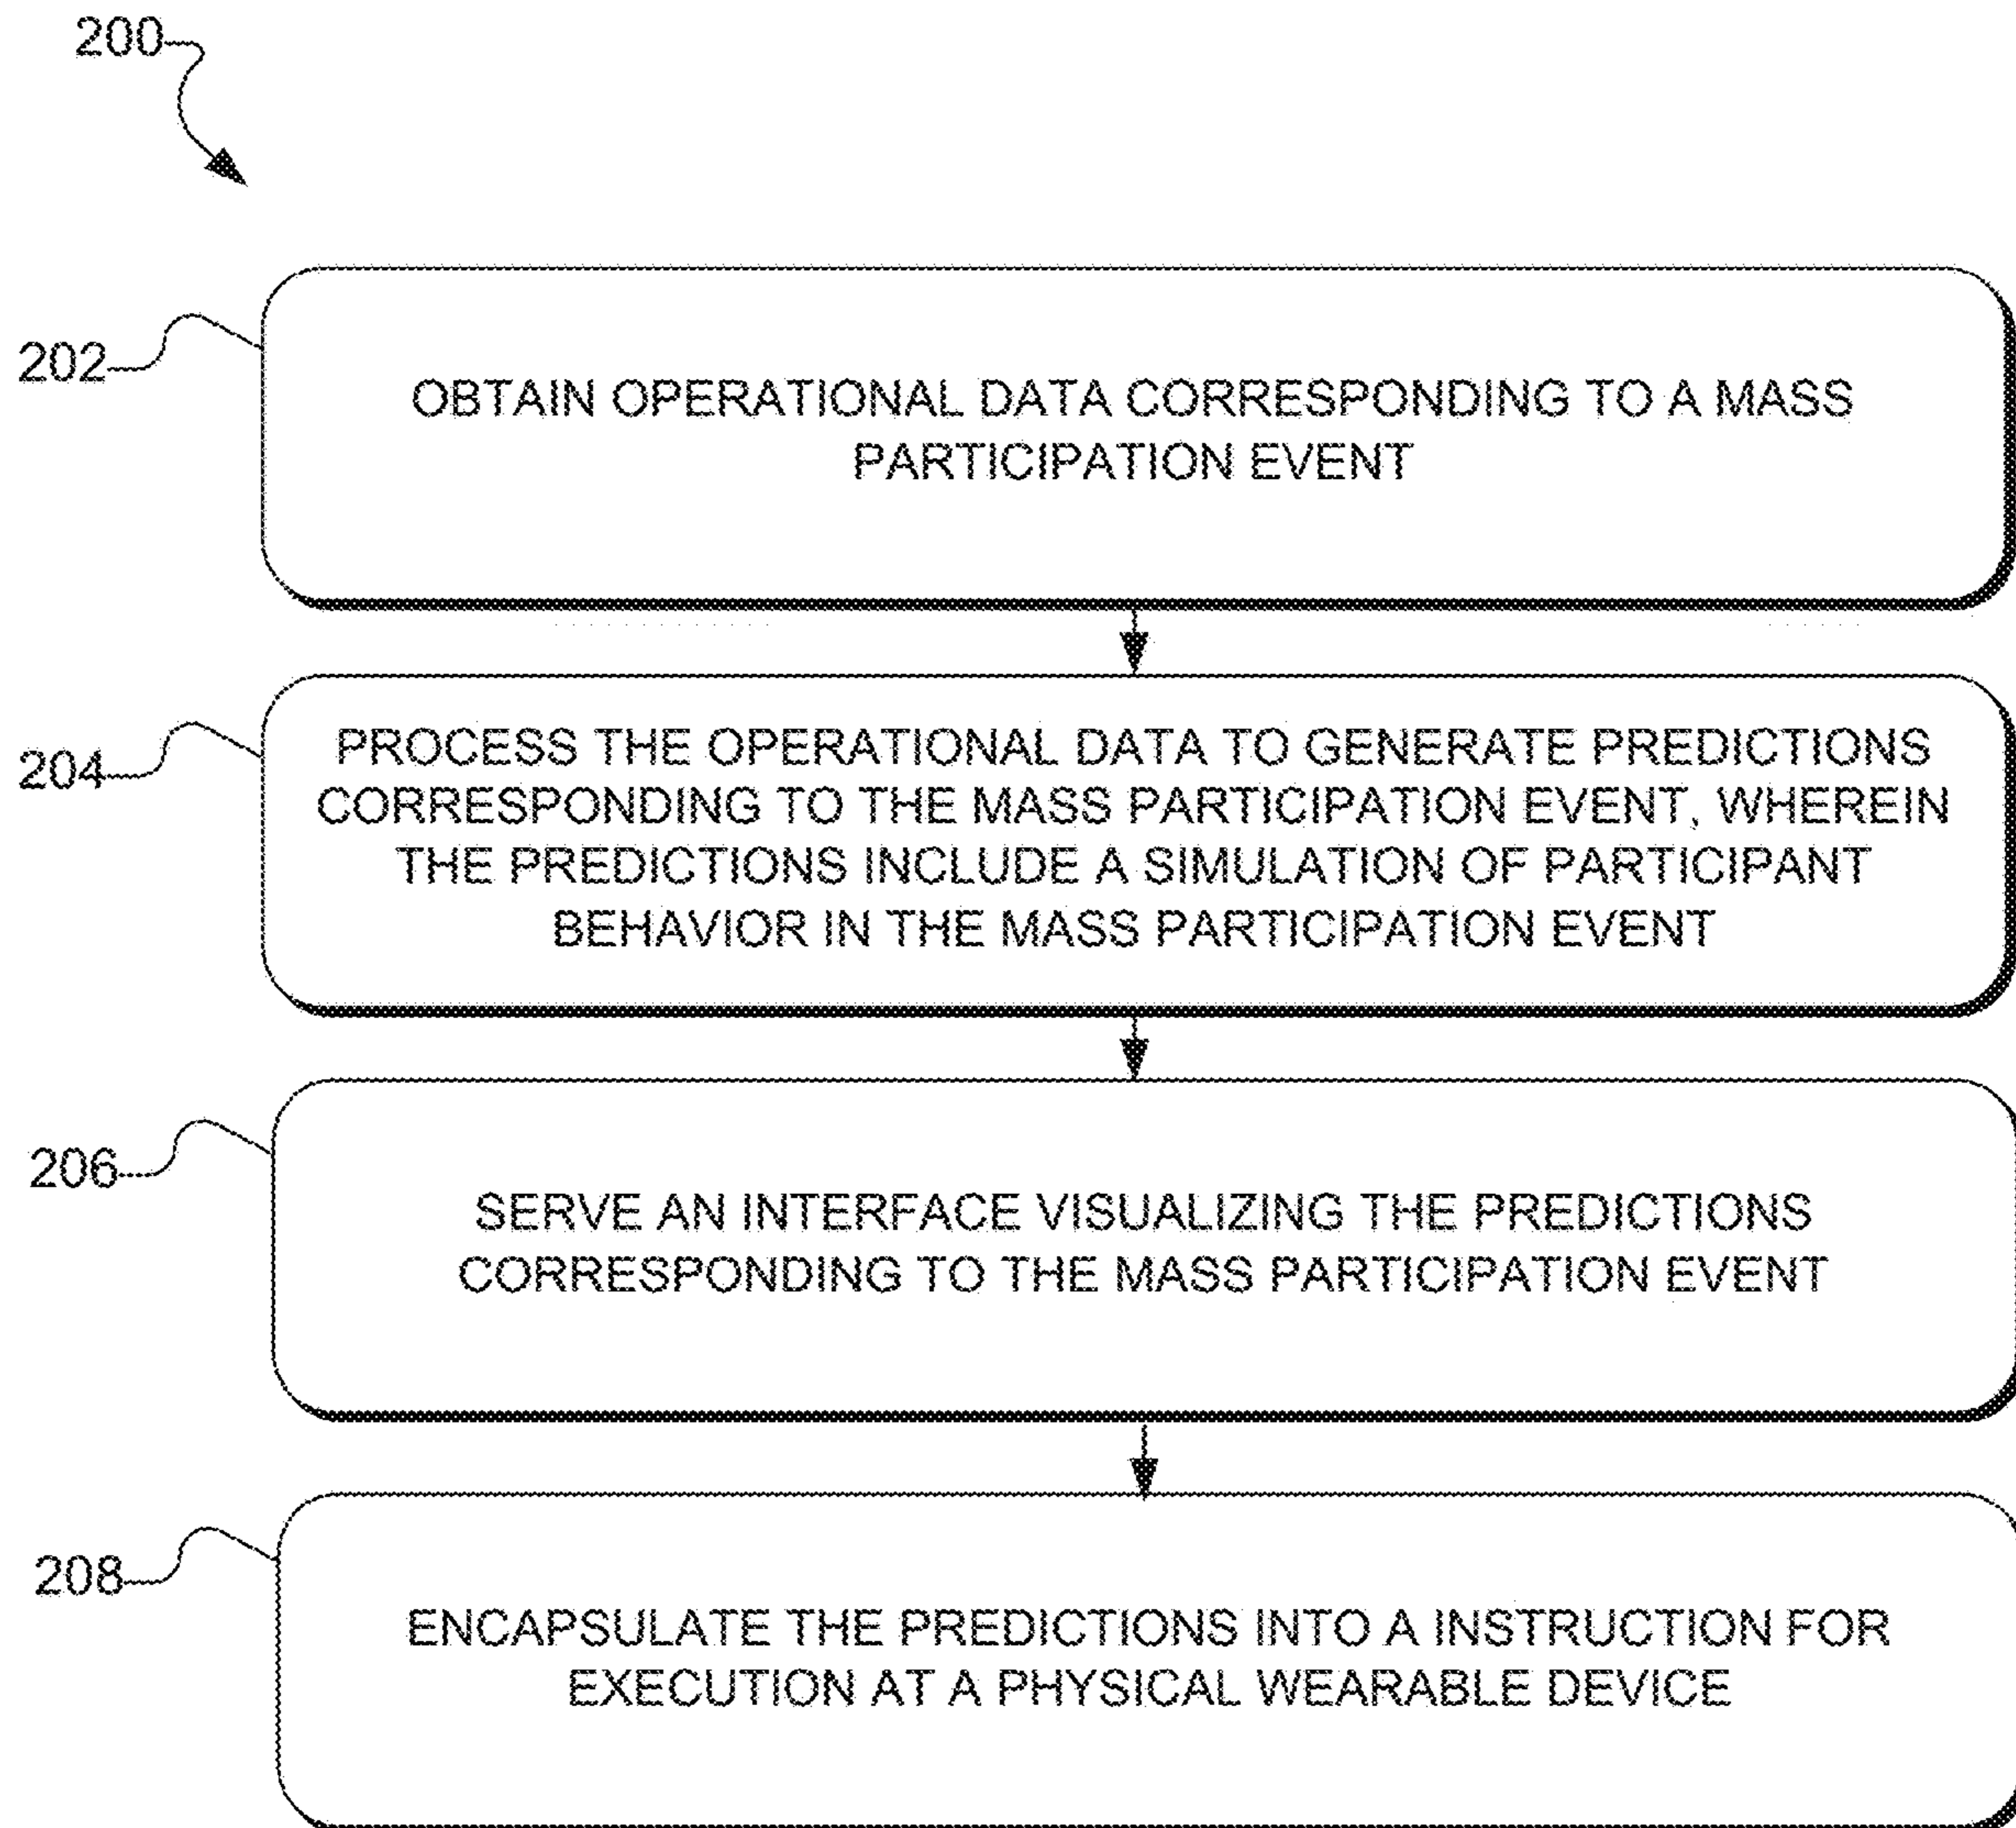 200
202
OBTAIN OPERATIONAL DATA CORRESPONDING TO A MASS
PARTICIPATION EVENT
204
PROCESS THE OPERATIONAL DATA TO GENERATE PREDICTIONS
CORRESPONDING TO THE MASS PARTICIPATION EVENT, WHEREIN
THE PREDICTIONS INCLUDE A SIMULATION OF PARTICIPANT
BEHAVIOR IN THE MASS PARTICIPATION EVENT
206
SERVE AN INTERFACE VISUALIZING THE PREDICTIONS
CORRESPONDING TO THE MASS PARTICIPATION EVENT
208
ENCAPSULATE THE PREDICTIONS INTO A INSTRUCTION FOR
EXECUTION AT A PHYSICAL WEARABLE DEVICE